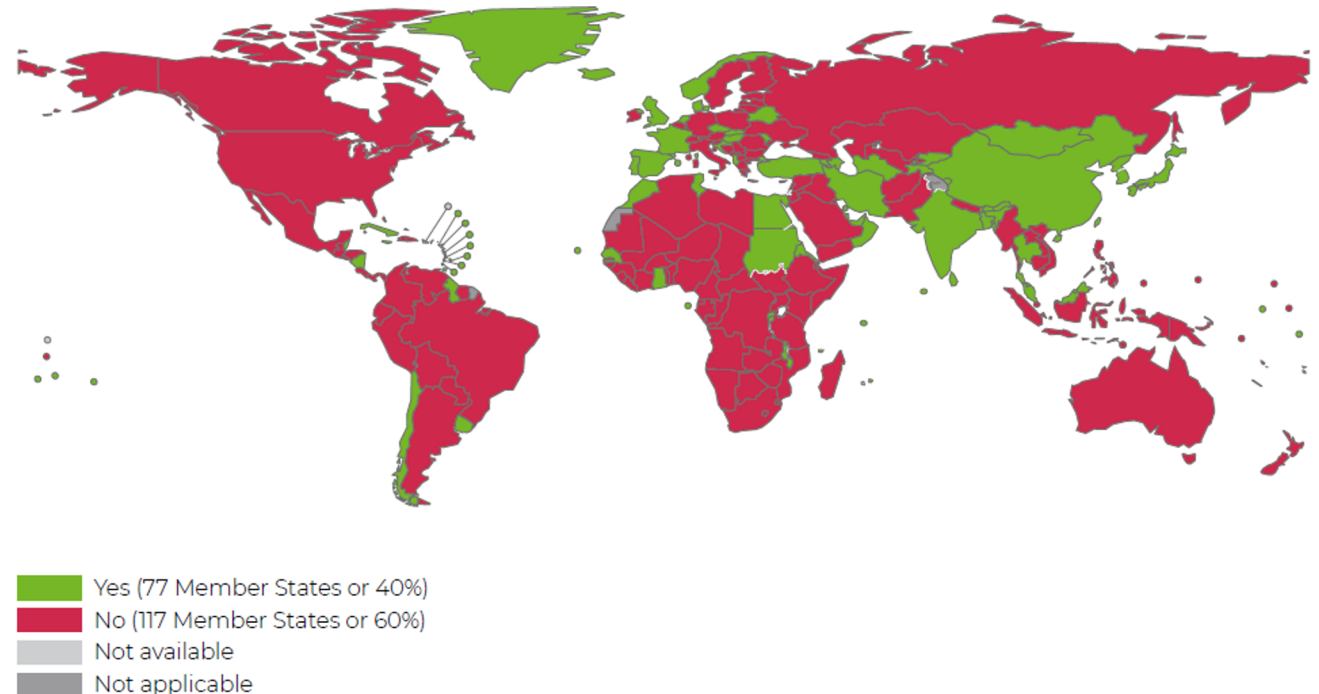 Yes (77 Member States or 40%)
No (117 Member States or 60%)
Not available
Not applicable